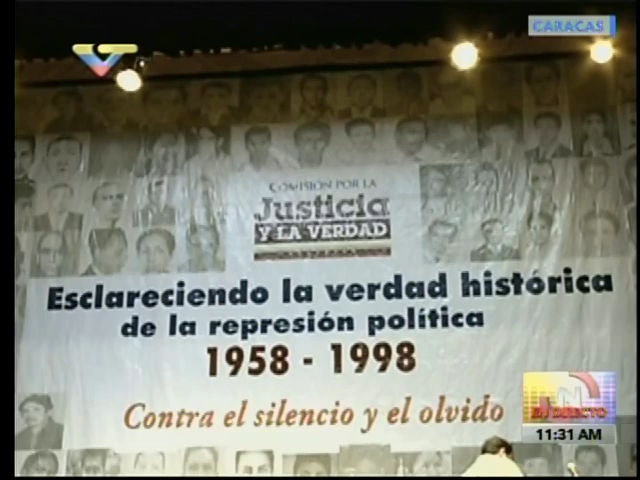 CARACAS
COMISIÓN POR LA
Justicia
Y LA VERDAD
Esclareciendo la verdad histórica
de la represión política
1958 - 1998
Contra el silencio y el olvido
EN DIRECTO
11:31 AM